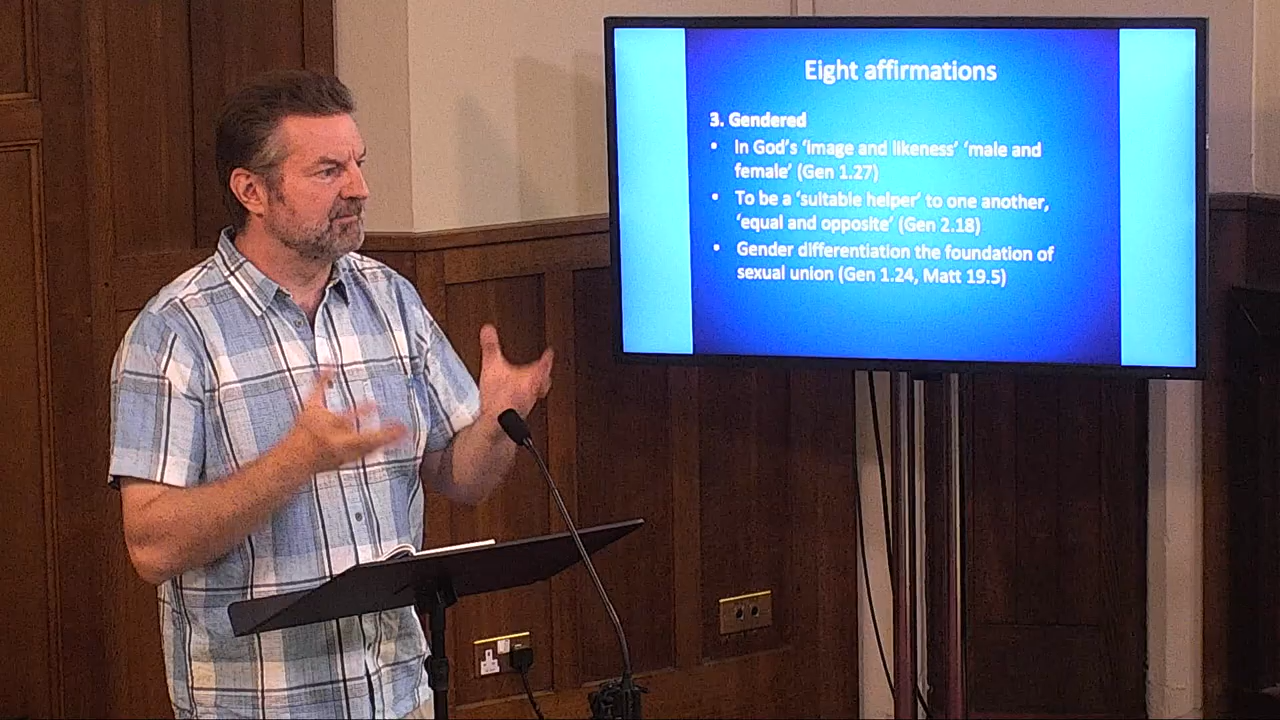 Eight affirmations
3. Gendered
• In God's 'image and likeness' 'male and
female' (Gen 1.27)
• To be a 'suitable helper' to one another,
'equal and opposite' (Gen 2.18)
• Gender differentiation the foundation of
sexual union (Gen 1.24, Matt 19.5)